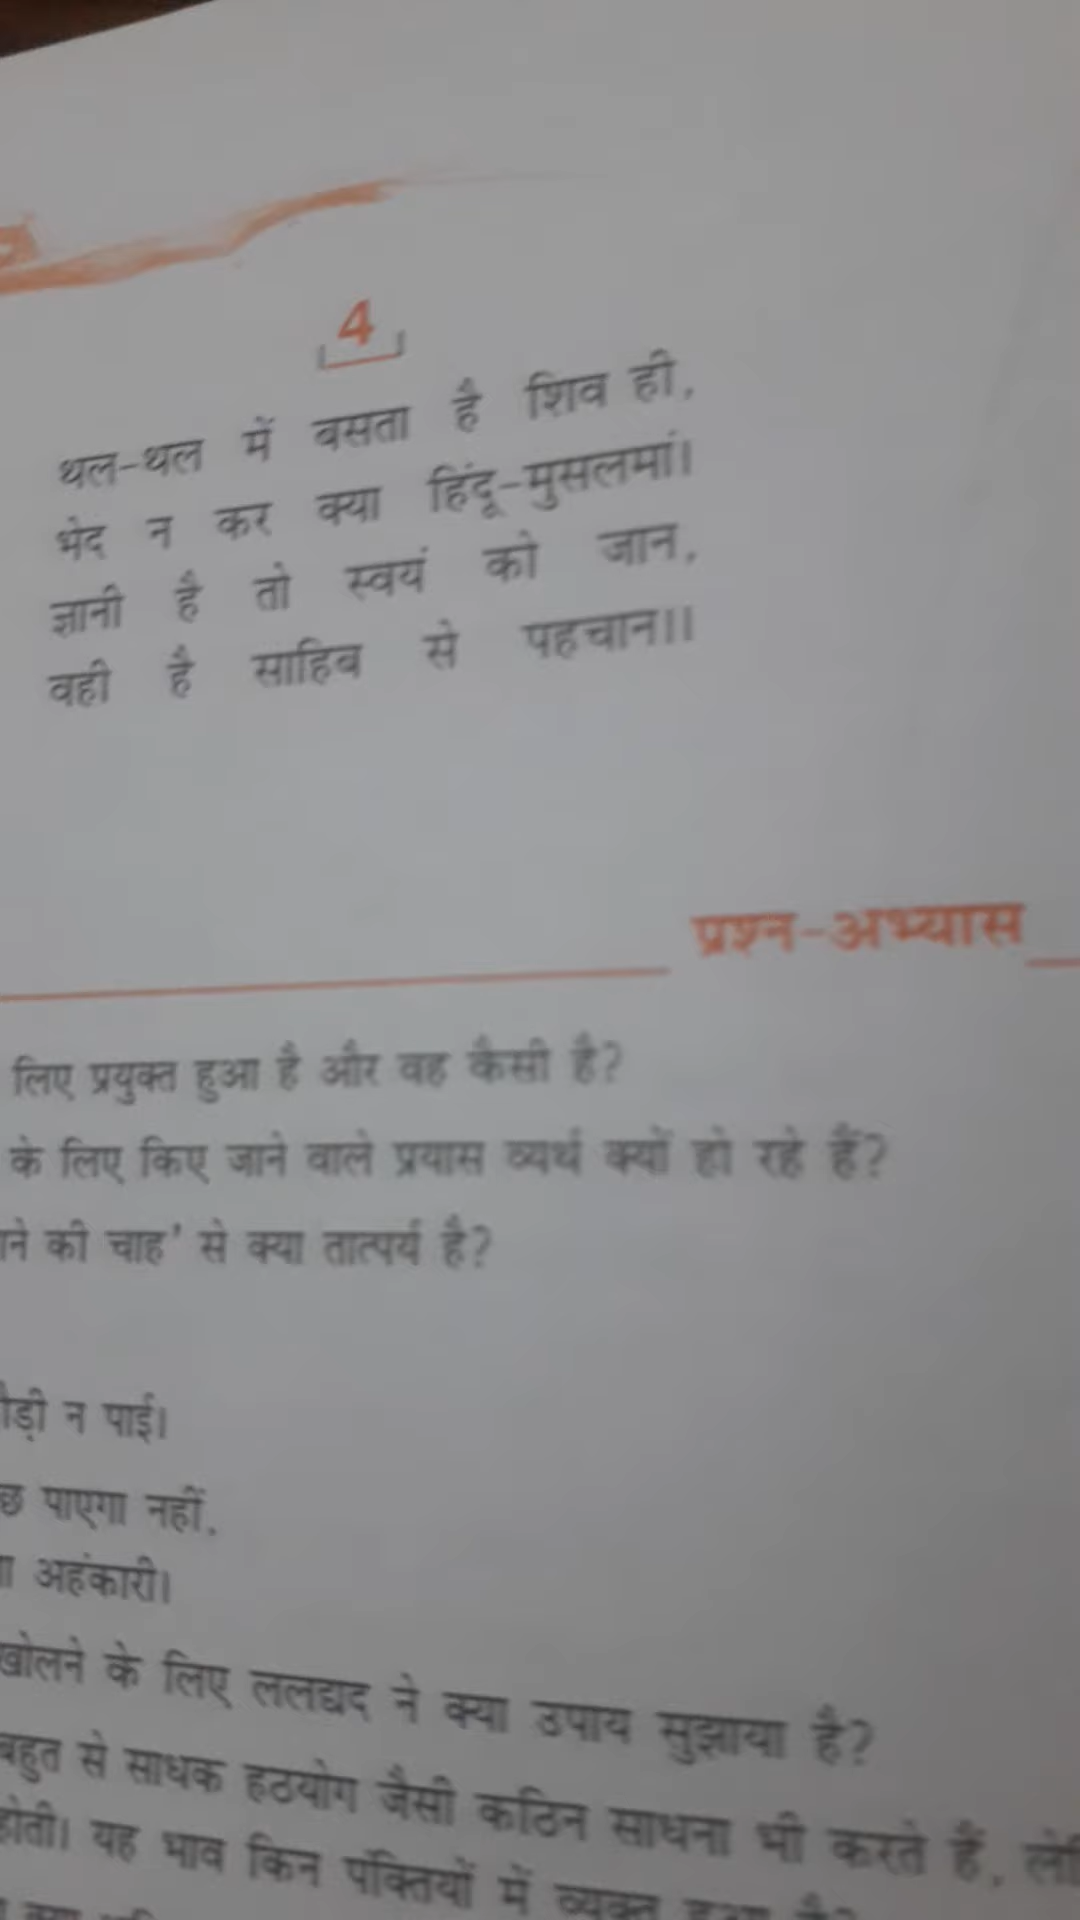 4
थल-थल में बसता है शिव ही,
भेद न कर क्या हिंदू-मुसलमां।
ज्ञानी है तो स्वयं को जान,
वही है साहिब से पहचान।।
प्रश्न-अभ्यास
लिए प्रयुक्त हुआ है और वह कैसी है?
के लिए किए जाने वाले प्रयास व्यर्थ क्यों हो रहे हैं?
की चाह' से क्या तात्पर्य है?
न पाई।
पाएगा नहीं,
अहंकारी।
खोलने के लिए ललद्यद ने क्या उपाय सुझाया है?
बहुत से साधक हठयोग जैसी कठिन साधना भी करते हैं,
होती। यह भाव किन पंक्तियों में व्यक्त हुआ है?